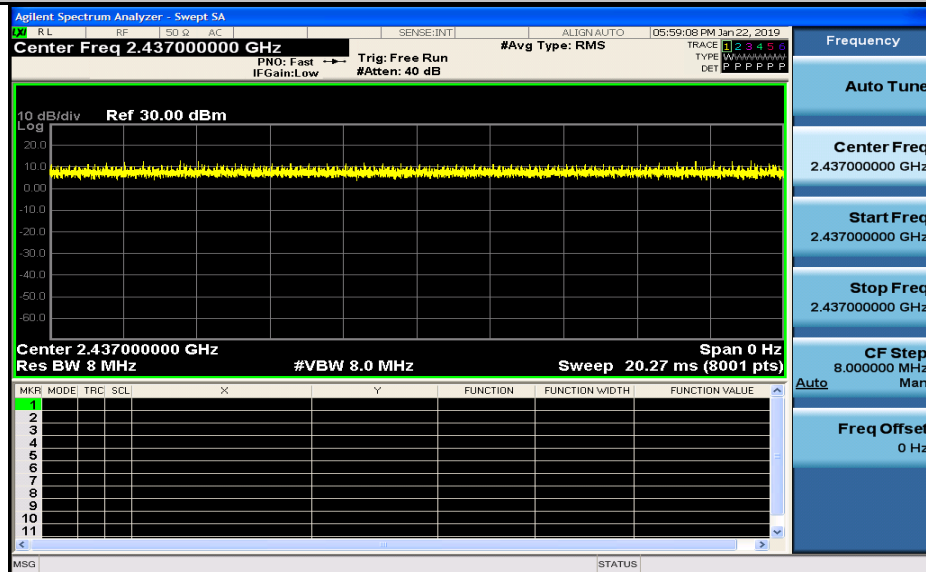 Agilent Spectrum Analyzer - Swept SA
LXI RL RF 50 Ω AC SENSE:INT ALIGN AUTO 05:59:08 PM Jan 22, 2019
Center Freq 2.437000000 GHz
PNO: Fast
IFGain:Low
Trig: Free Run
#Atten: 40 dB
#Avg Type: RMS
TRACE 1 2 3 4 5 6
TYPE WWWWWW
DET P P P P P P
10 dB/div Ref 30.00 dBm
Log
20.0
10.0
0.00
-10.0
-20.0
-30.0
-40.0
-50.0
-60.0
Center 2.437000000 GHz Span 0 Hz
Res BW 8 MHz #VBW 8.0 MHz Sweep 20.27 ms (8001 pts)
MKR MODE TRC SCL X Y FUNCTION FUNCTION WIDTH FUNCTION VALUE
1
2
3
4
5
6
7
8
9
10
11
MSG STATUS
Frequency
Auto Tune
Center Freq
2.437000000 GHz
Start Freq
2.437000000 GHz
Stop Freq
2.437000000 GHz
CF Step
8.000000 MHz
Auto Man
Freq Offset
0 Hz